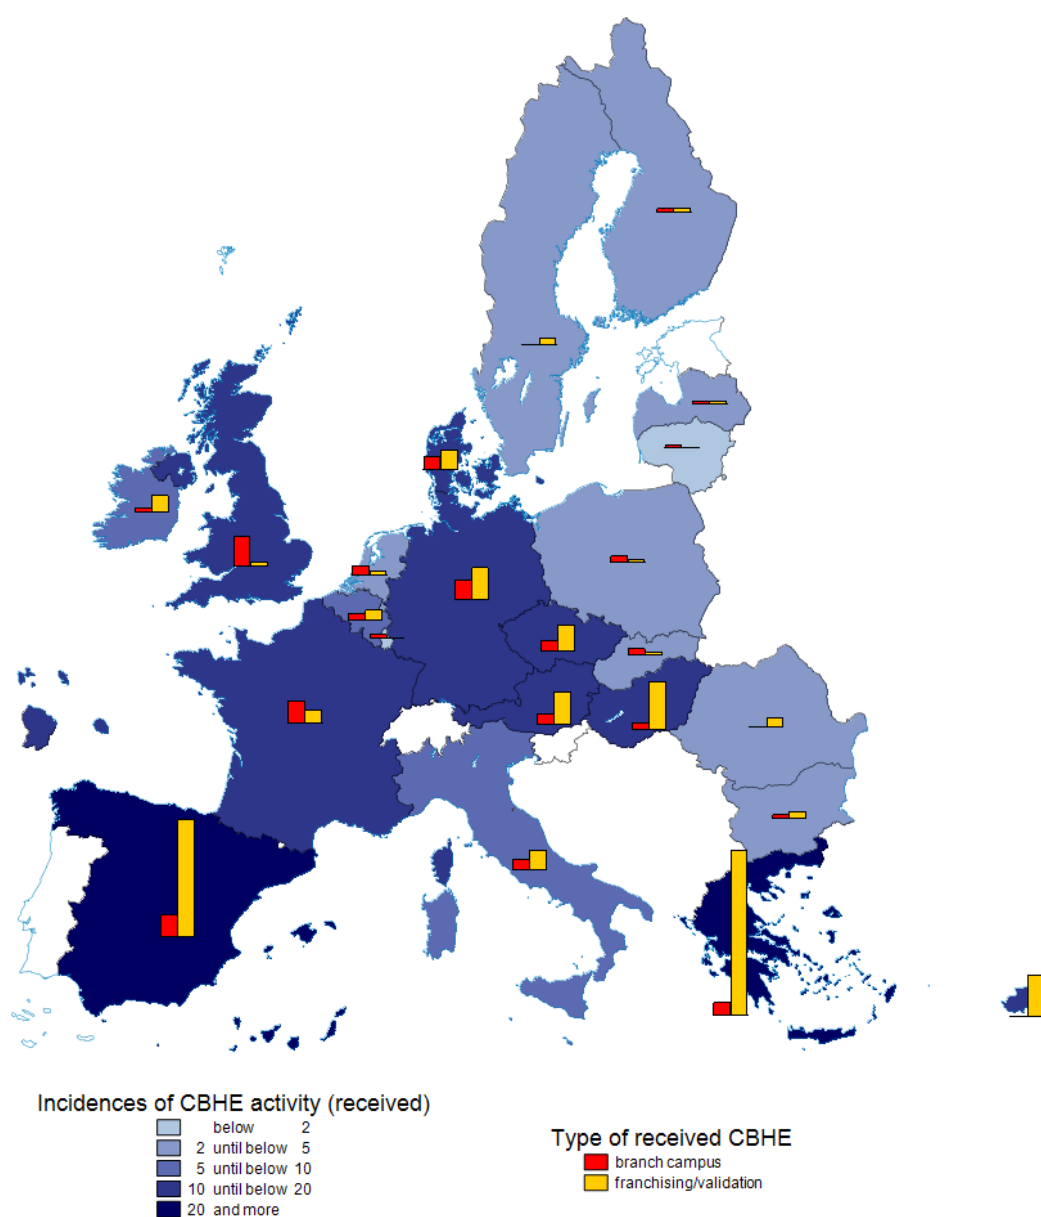 Incidences of CBHE activity (received)
below 2
2 until below 5
5 until below 10
10 until below 20
20 and more
Type of received CBHE
branch campus
franchising/validation